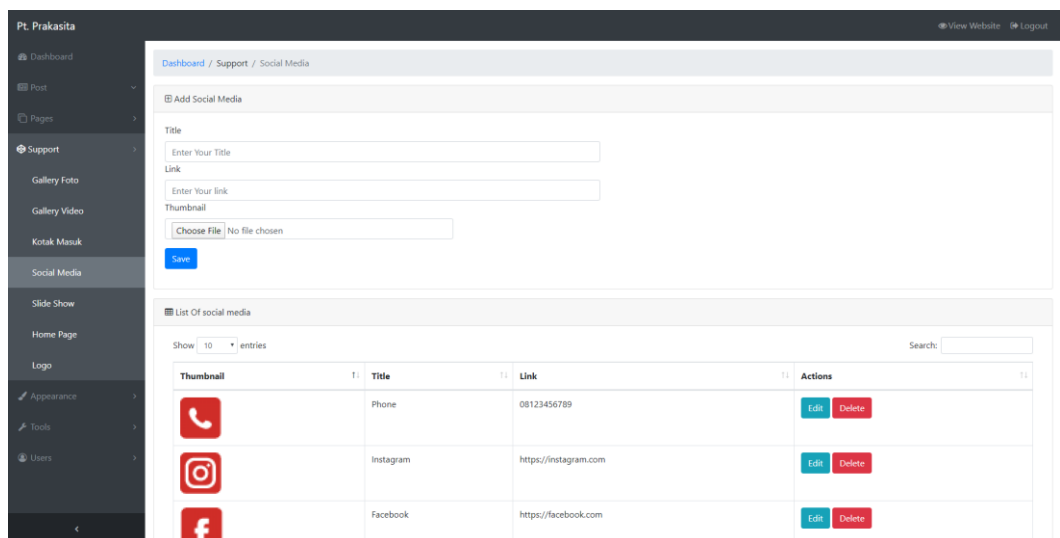 Pt. Prakasita
View Website Logout
Dashboard
Post
Pages
Support
Gallery Foto
Gallery Video
Kotak Masuk
Social Media
Slide Show
Home Page
Logo
Appearance
Tools
Users
Dashboard / Support / Social Media
Add Social Media
Title
Enter Your Title
Link
Enter Your link
Thumbnail
Choose File No file chosen
Save
List Of social media
Show 10 entries Search:
Thumbnail Title Link Actions
Phone 08123456789 Edit Delete
Instagram https://instagram.com Edit Delete
Facebook https://facebook.com Edit Delete